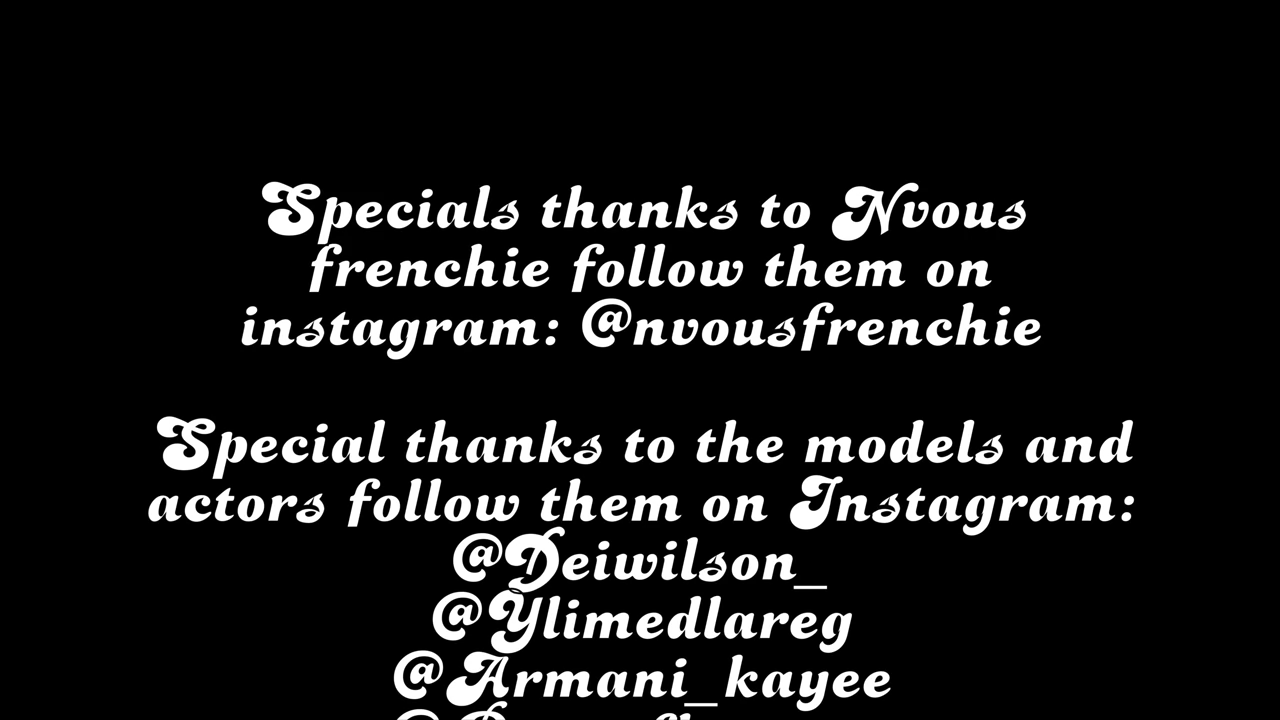 Specials thanks to Nvous
frenchie follow them on
instagram: @nvousfrenchie
Special thanks to the models and
actors follow them on Instagram:
@Deiwilson_
@Ylimedlareg
@Armani_kayee